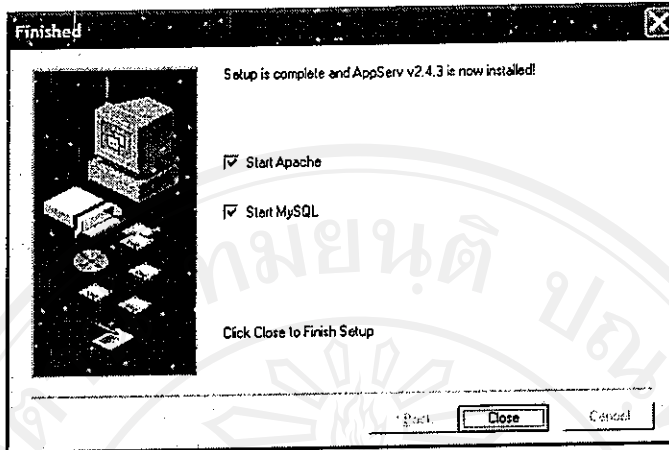 Finished
Setup is complete and AppServ v2.4.3 is now installed!
Start Apache
Start MySQL
Click Close to Finish Setup
Back
Close
Cancel